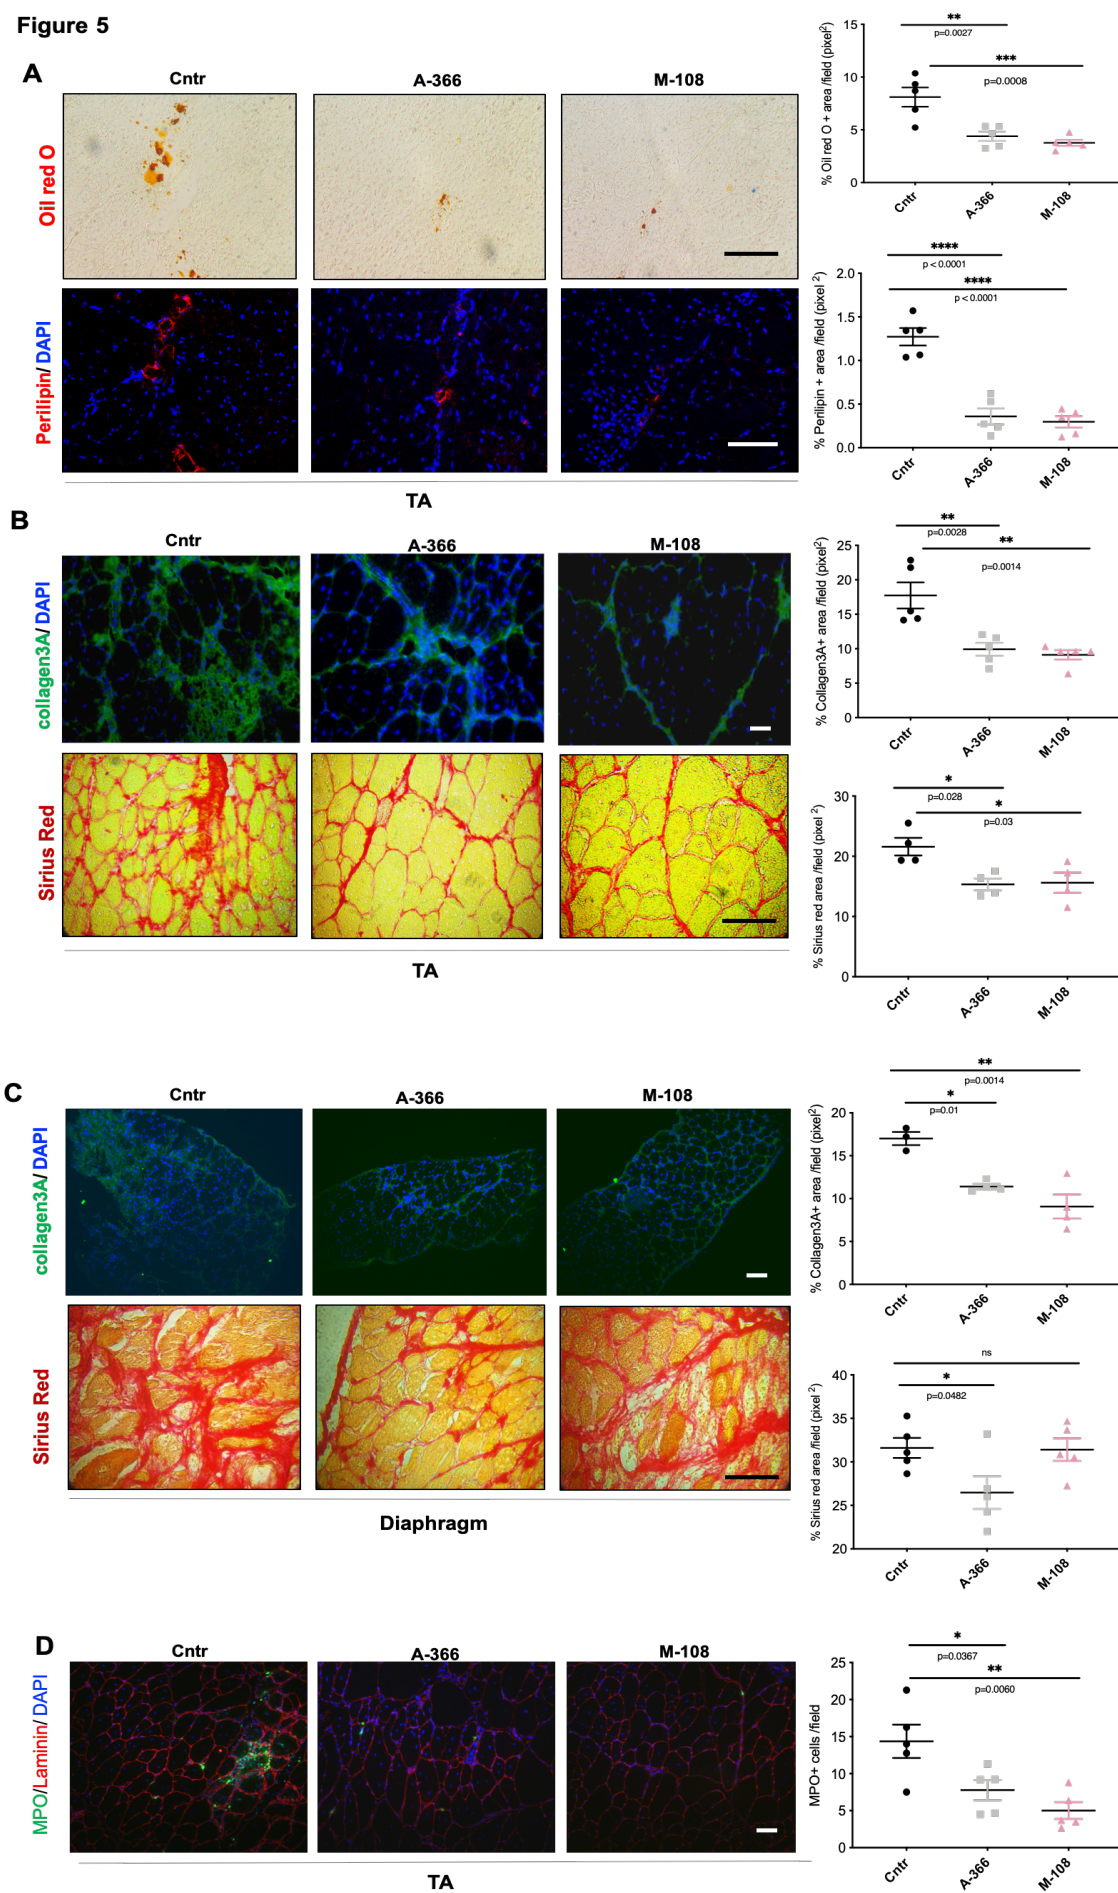 Figure 5
A
Cntr
A-366
M-108
Oil red O
Perilipin/ DAPI
TA
15
10
5
0
% Oil red O + area /field (pixel2)
**
p=0.0027
***
p=0.0008
Cntr
A-366
M-108
2.0
1.5
1.0
0.5
0.0
% Perilipin + area /field (pixel 2)
****
p < 0.0001
****
p < 0.0001
Cntr
A-366
M-108
B
Cntr
A-366
M-108
collagen3A/ DAPI
Sirius Red
TA
25
20
15
10
5
0
% Collagen3A+ area /field (pixel2)
**
p=0.0028
**
p=0.0014
Cntr
A-366
M-108
30
20
10
0
% Sirius red area/field (pixel 2)
*
p=0.028
*
p=0.03
Cntr
A-366
M-108
C
Cntr
A-366
M-108
collagen3A/ DAPI
Sirius Red
Diaphragm
20
15
10
5
0
% Collagen3A+ area /field (pixel2)
**
p=0.0014
*
p=0.01
Cntr
A-366
M-108
40
35
30
25
20
% Sirius red area/field (pixel 2)
ns
*
p=0.0482
Cntr
A-366
M-108
D
Cntr
A-366
M-108
MPO/Laminin/ DAPI
TA
25
20
15
10
5
0
MPO+ cells /field
*
p=0.0367
**
p=0.0060
Cntr
A-366
M-108